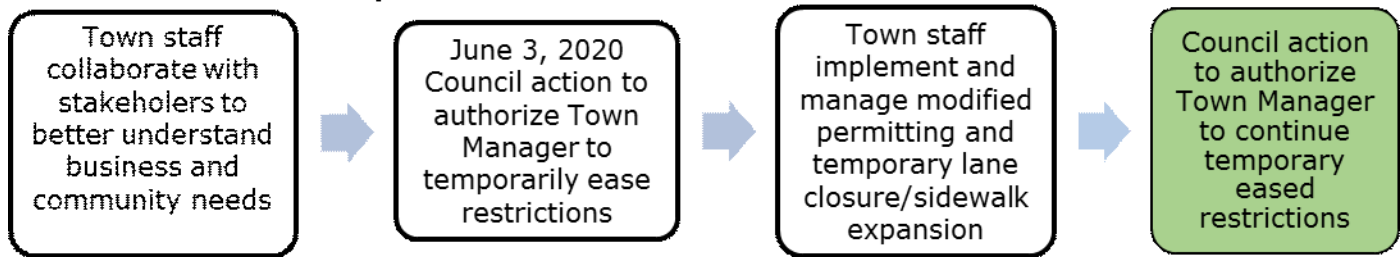 Town staff
collaborate with
stakeholers to
better understand
business and
community needs
June 3, 2020
Council action to
authorize Town
Manager to
temporarily ease
restrictions
Town staff
implement and
manage modified
permitting and
temporary lane
closure/sidewalk
expansion
Council action
to authorize
Town Manager
to continue
temporary
eased
restrictions